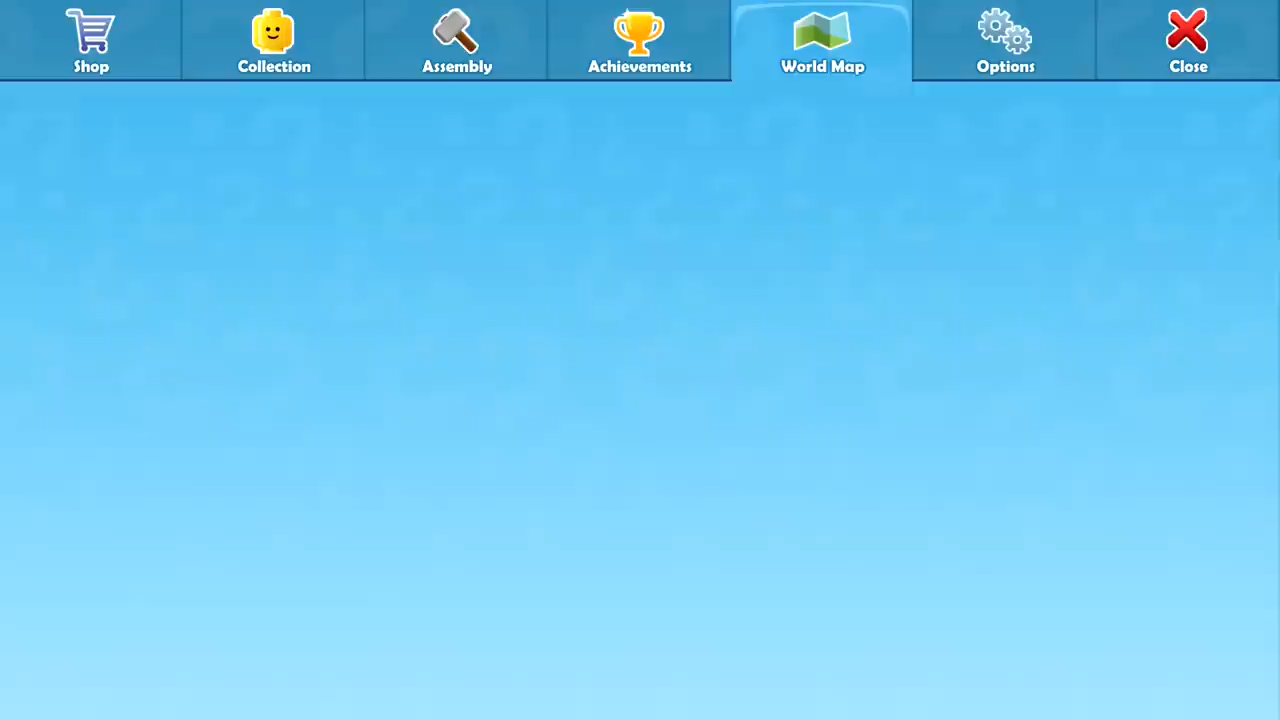 Shop
Collection
Assembly
Achievements
World Map
Options
Close